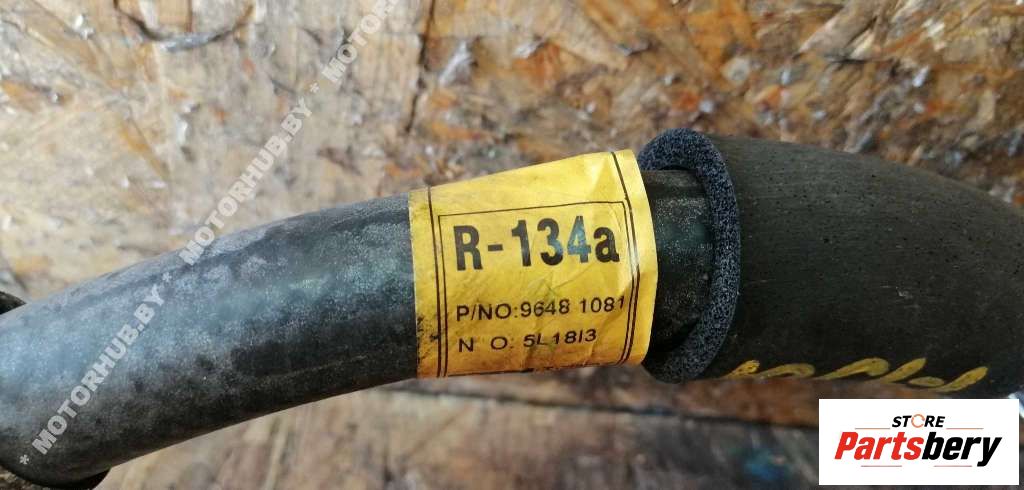 * MOTORHUB.BY * MOTORHUB.BY * MOTORHUB.BY * MOTOR
R-134a
P/NO:9648 1081
N O: 5L18I3
STORE
Partsbery